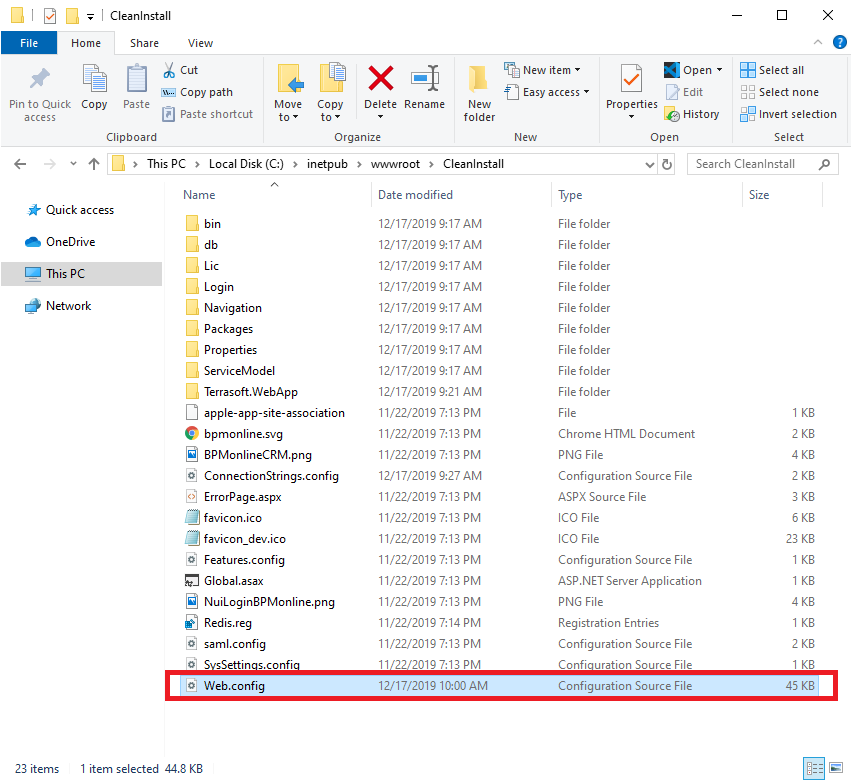 CleanInstall
File Home Share View
Pin to Quick access
Copy
Paste
Cut
Copy path
Paste shortcut
Clipboard
Move to
Copy to
Delete
Rename
Organize
New folder
New item
Easy access
New
Properties
Open
Edit
History
Open
Select all
Select none
Invert selection
Select
This PC Local Disk (C:) inetpub wwwroot CleanInstall
Search CleanInstall
Quick access
OneDrive
This PC
Network
Name Date modified Type Size
bin 12/17/2019 9:17 AM File folder
db 12/17/2019 9:17 AM File folder
Lic 12/17/2019 9:17 AM File folder
Login 12/17/2019 9:17 AM File folder
Navigation 12/17/2019 9:17 AM File folder
Packages 12/17/2019 9:17 AM File folder
Properties 12/17/2019 9:17 AM File folder
ServiceModel 12/17/2019 9:17 AM File folder
Terrasoft.WebApp 12/17/2019 9:21 AM File folder
apple-app-site-association 11/22/2019 7:13 PM File 1 KB
bpmonline.svg 11/22/2019 7:13 PM Chrome HTML Document 2 KB
BPMonlineCRM.png 11/22/2019 7:13 PM PNG File 4 KB
ConnectionStrings.config 12/17/2019 9:27 AM Configuration Source File 2 KB
ErrorPage.aspx 11/22/2019 7:13 PM ASPX Source File 3 KB
favicon.ico 11/22/2019 7:13 PM ICO File 6 KB
favicon_dev.ico 11/22/2019 7:13 PM ICO File 23 KB
Features.config 11/22/2019 7:13 PM Configuration Source File 1 KB
Global.asax 11/22/2019 7:13 PM ASP.NET Server Application 1 KB
NuiLoginBPMonline.png 11/22/2019 7:13 PM PNG File 4 KB
Redis.reg 11/22/2019 7:14 PM Registration Entries 1 KB
saml.config 11/22/2019 7:13 PM Configuration Source File 2 KB
SysSettings.config 11/22/2019 7:13 PM Configuration Source File 1 KB
Web.config 12/17/2019 10:00 AM Configuration Source File 45 KB
23 items 1 item selected 44.8 KB